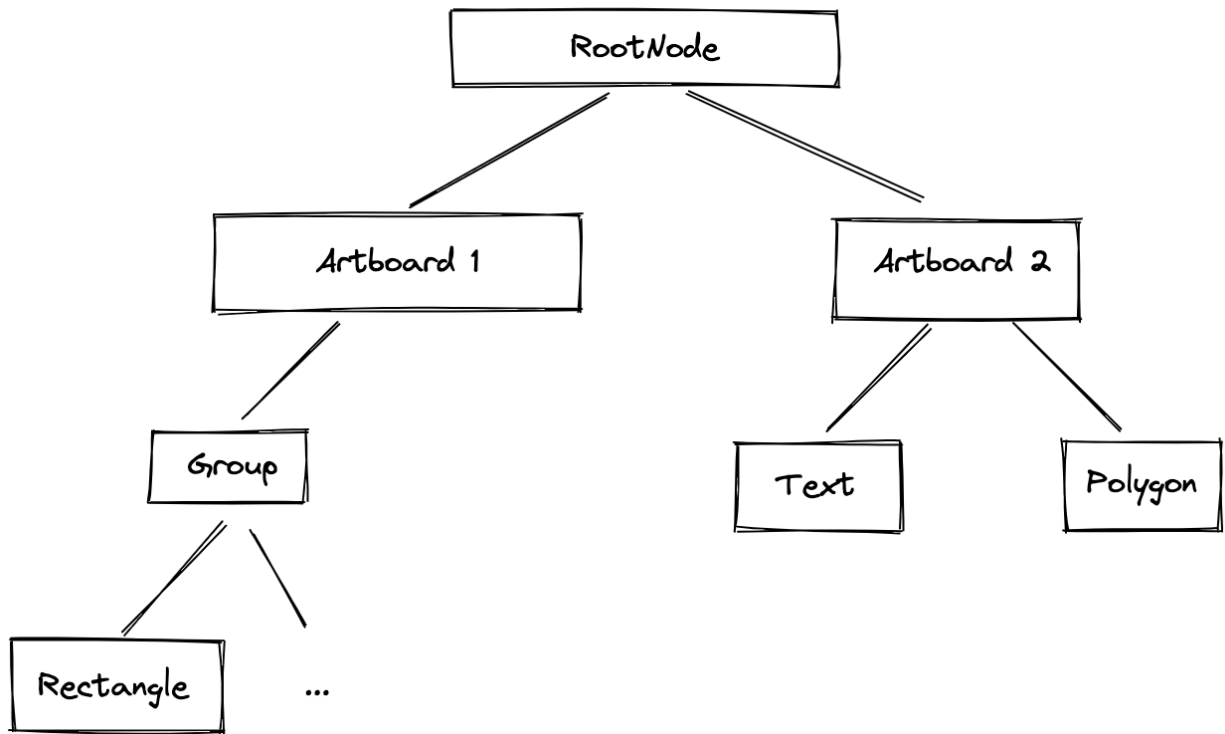 RootNode
Artboard 1
Artboard 2
Group
Text
Polygon
Rectangle
...